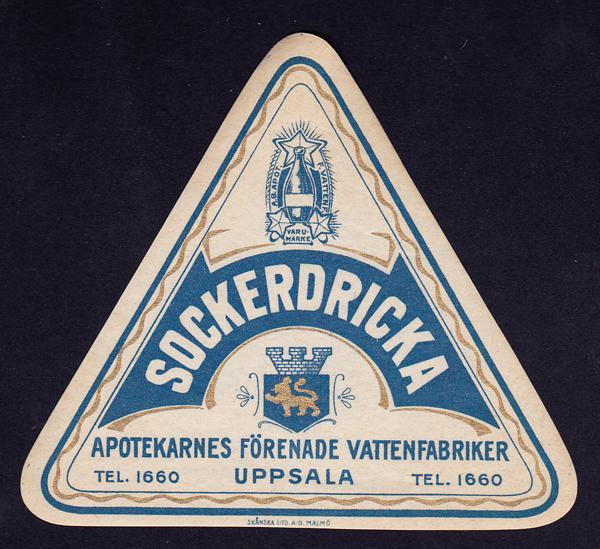 A.B. APOT. F. VATTENF.
VARU-
MÄRKE
SOCKERDRICKA
APOTEKARNES FÖRENADE VATTENFABRIKER
TEL. 1660 UPPSALA TEL. 1660
SKÅNSKA LITO. A.B. MALMÖ